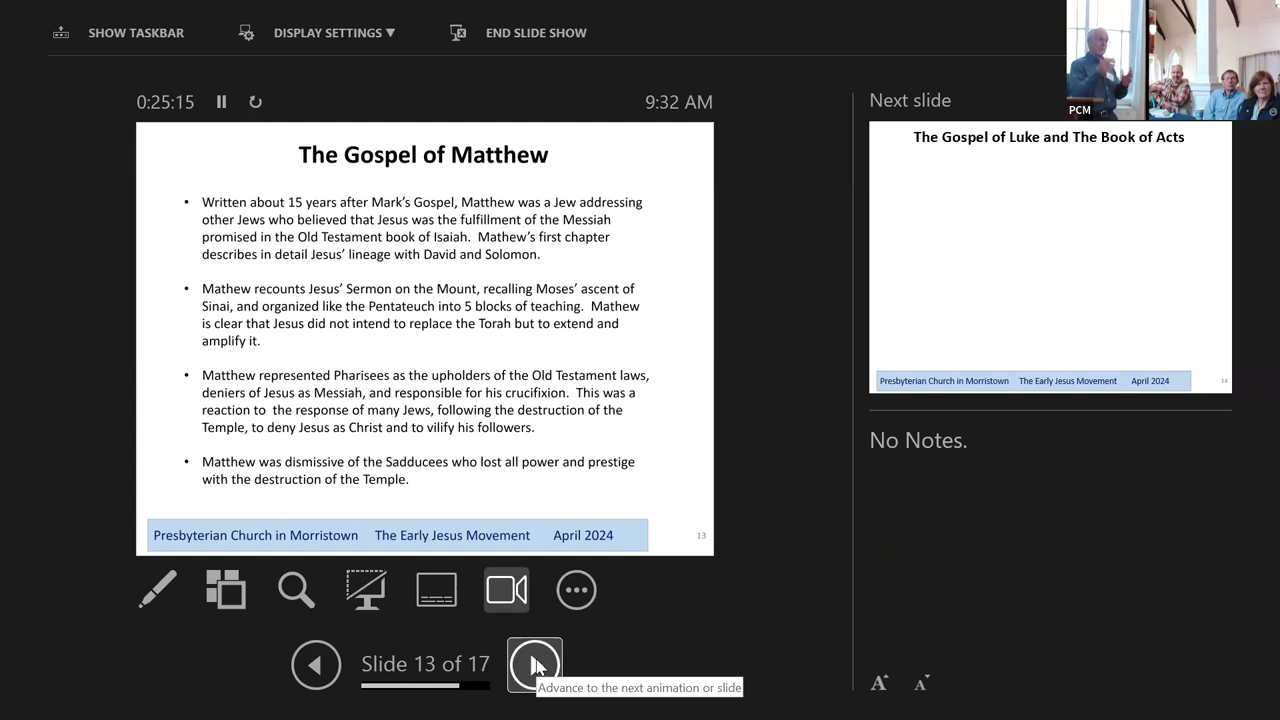 SHOW TASKBAR
DISPLAY SETTINGS ▼
END SLIDE SHOW
PCM
0:25:15
9:32 AM
The Gospel of Matthew
• Written about 15 years after Mark's Gospel, Matthew was a Jew addressing
other Jews who believed that Jesus was the fulfillment of the Messiah
promised in the Old Testament book of Isaiah.  Mathew's first chapter
describes in detail Jesus' lineage with David and Solomon.
• Mathew recounts Jesus' Sermon on the Mount, recalling Moses' ascent of
Sinai, and organized like the Pentateuch into 5 blocks of teaching.  Mathew
is clear that Jesus did not intend to replace the Torah but to extend and
amplify it.
• Matthew represented Pharisees as the upholders of the Old Testament laws,
deniers of Jesus as Messiah, and responsible for his crucifixion.  This was a
reaction to  the response of many Jews, following the destruction of the
Temple, to deny Jesus as Christ and to vilify his followers.
• Matthew was dismissive of the Sadducees who lost all power and prestige
with the destruction of the Temple.
Presbyterian Church in Morristown The Early Jesus Movement April 2024
13
Slide 13 of 17
Advance to the next animation or slide
Next slide
The Gospel of Luke and The Book of Acts
Presbyterian Church in Morristown The Early Jesus Movement April 2024
14
No Notes.
A A